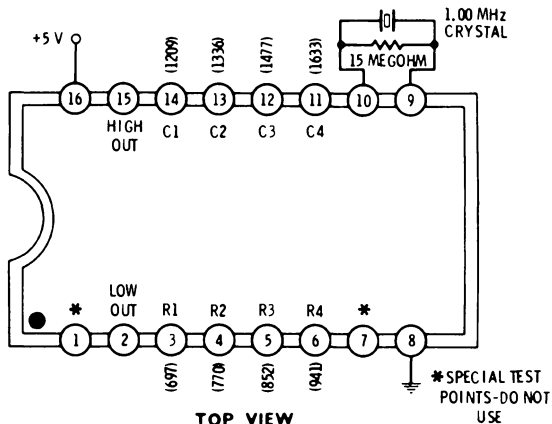 1.00 MHz
CRYSTAL
+5 V
(1209)
(1336)
(1477)
(1633)
15 MEGOHM
16 15 14 13 12 11 10 9
HIGH
OUT
C1 C2 C3 C4
LOW
OUT
* R1 R2 R3 R4 *
1 2 3 4 5 6 7 8
(697)
(770)
(852)
(941)
* SPECIAL TEST
POINTS-DO NOT
USE
TOP VIEW